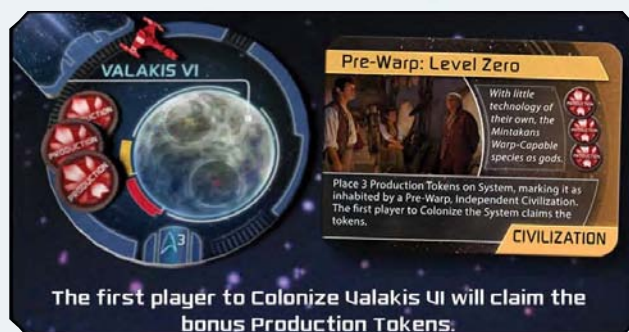 VALAKIS VI
PRODUCTION
PRODUCTION
PRODUCTION
3
Pre-Warp: Level Zero
With little
technology of
their own, the
Mintakans
Warp-Capable
species as gods.
PRODUCTION
PRODUCTION
PRODUCTION
Place 3 Production Tokens on System, marking it as
inhabited by a Pre-Warp, Independent Civilization.
The first player to Colonize the System claims the
tokens.
CIVILIZATION
The first player to Colonize Valakis VI will claim the
bonus Production Tokens.